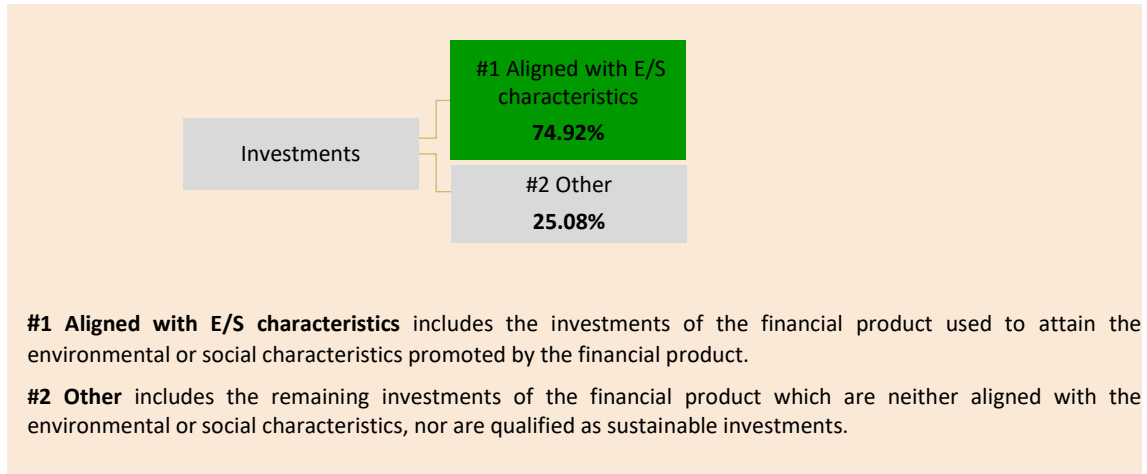 #1 Aligned with E/S
characteristics
74.92%
Investments
#2 Other
25.08%
#1 Aligned with E/S characteristics includes the investments of the financial product used to attain the
environmental or social characteristics promoted by the financial product.
#2 Other includes the remaining investments of the financial product which are neither aligned with the
environmental or social characteristics, nor are qualified as sustainable investments.